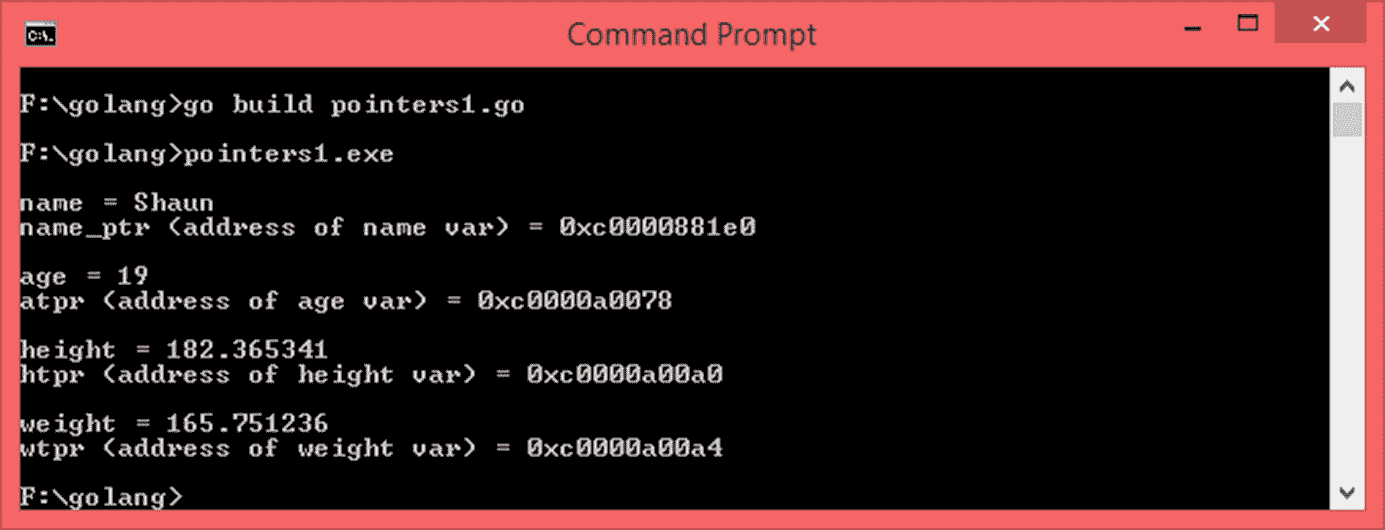 Command Prompt
F:\golang>go build pointers1.go
F:\golang>pointers1.exe
name = Shaun
name_ptr (address of name var) = 0xc0000881e0
age = 19
atpr (address of age var) = 0xc0000a0078
height = 182.365341
htpr (address of height var) = 0xc0000a00a0
weight = 165.751236
wtpr (address of weight var) = 0xc0000a00a4
F:\golang>